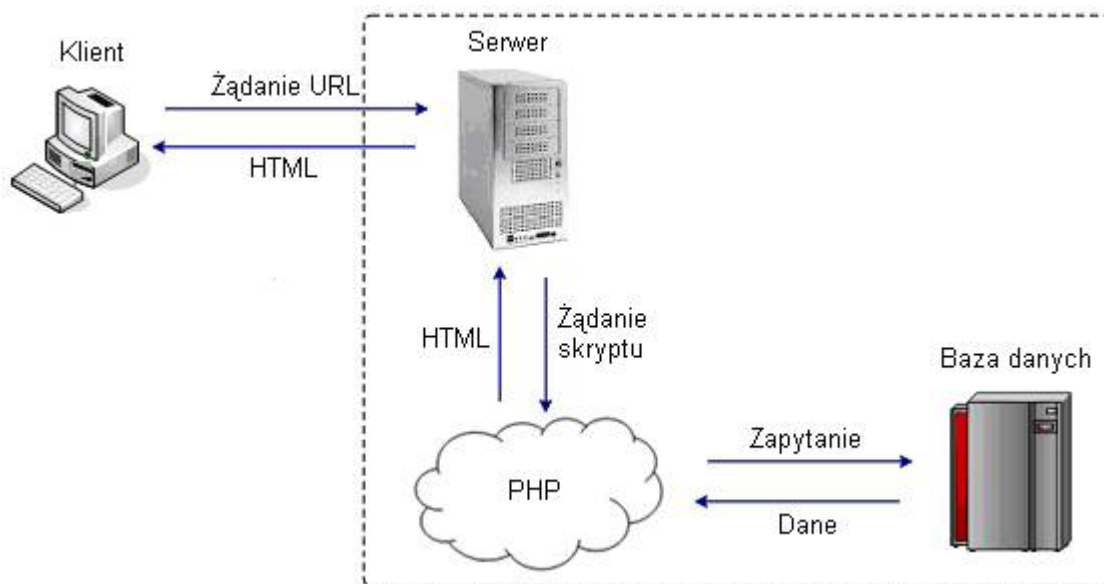 Klient
Serwer
Żądanie URL
HTML
HTML
Żądanie
skryptu
Baza danych
PHP
Zapytanie
Dane